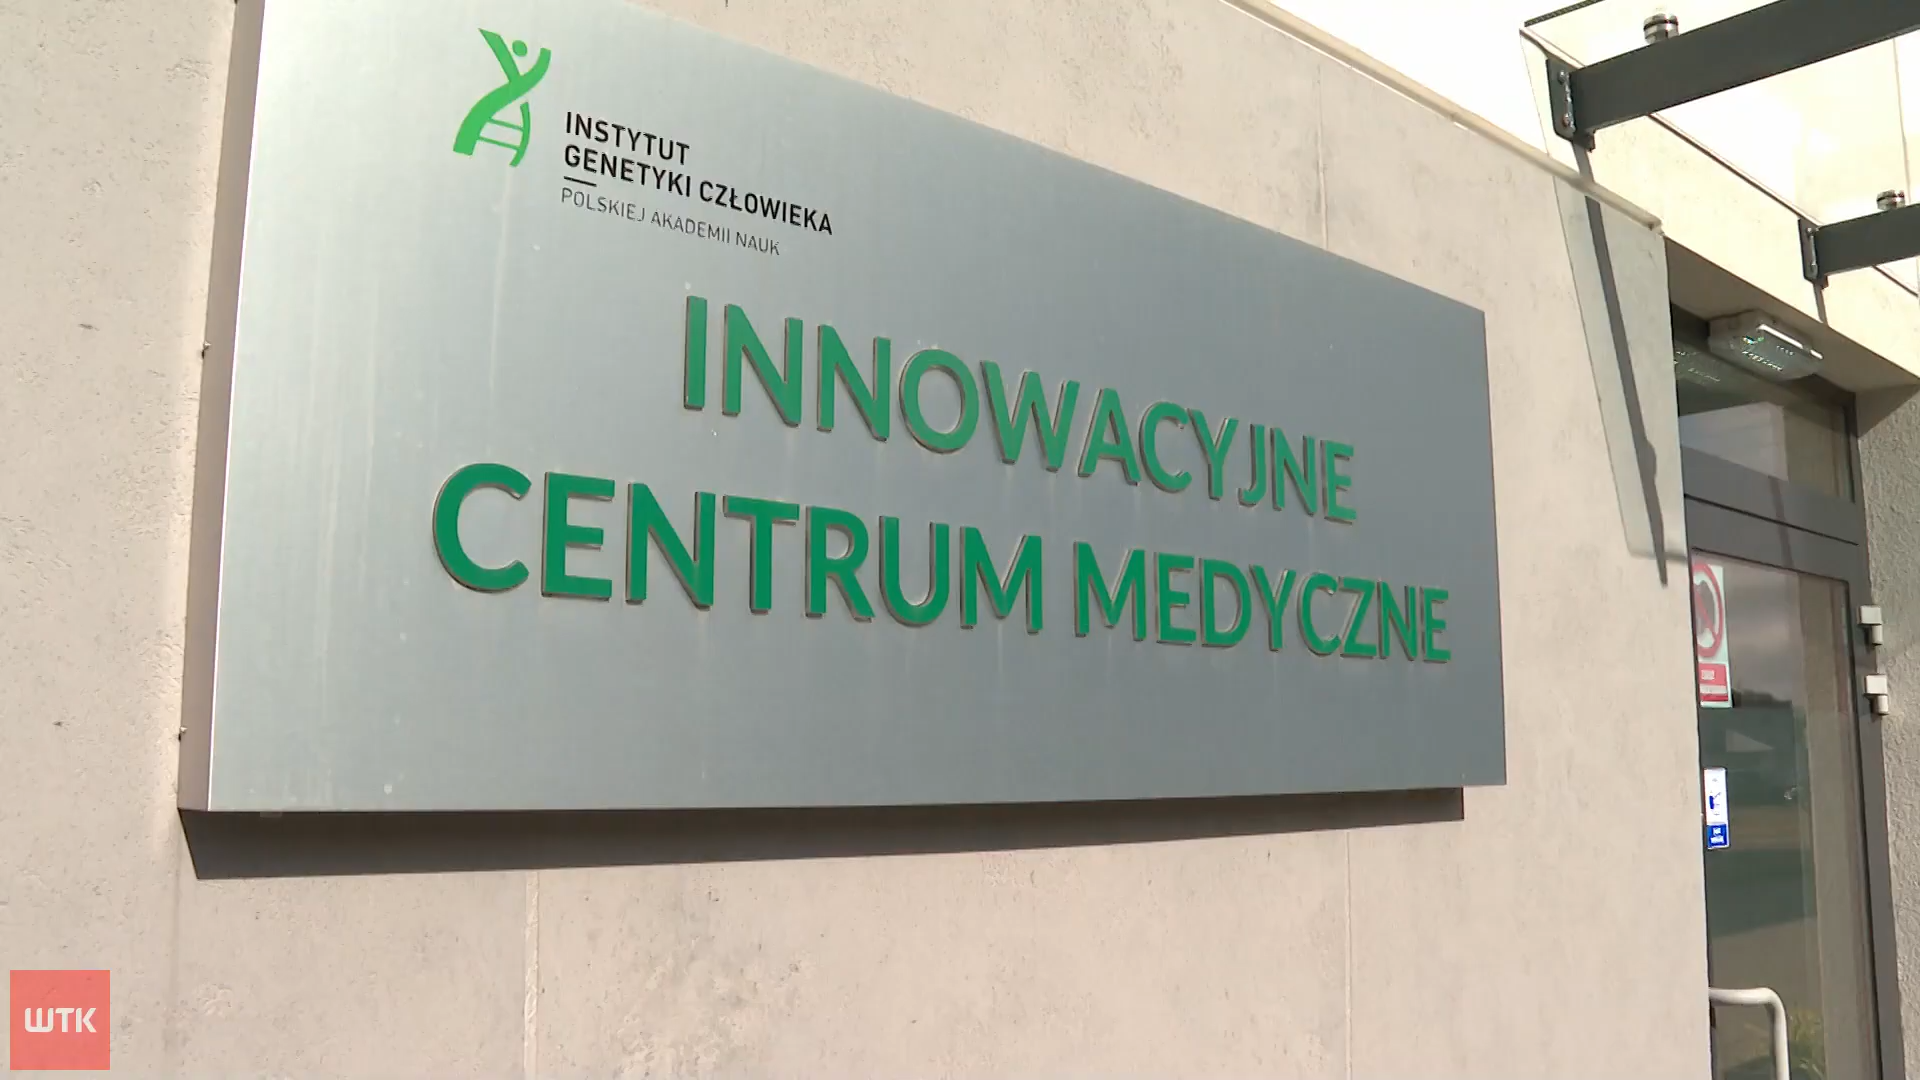 INSTYTUT
GENETYKI CZŁOWIEKA
POLSKIEJ AKADEMII NAUK
INNOWACYJNE
CENTRUM MEDYCZNE
WTK